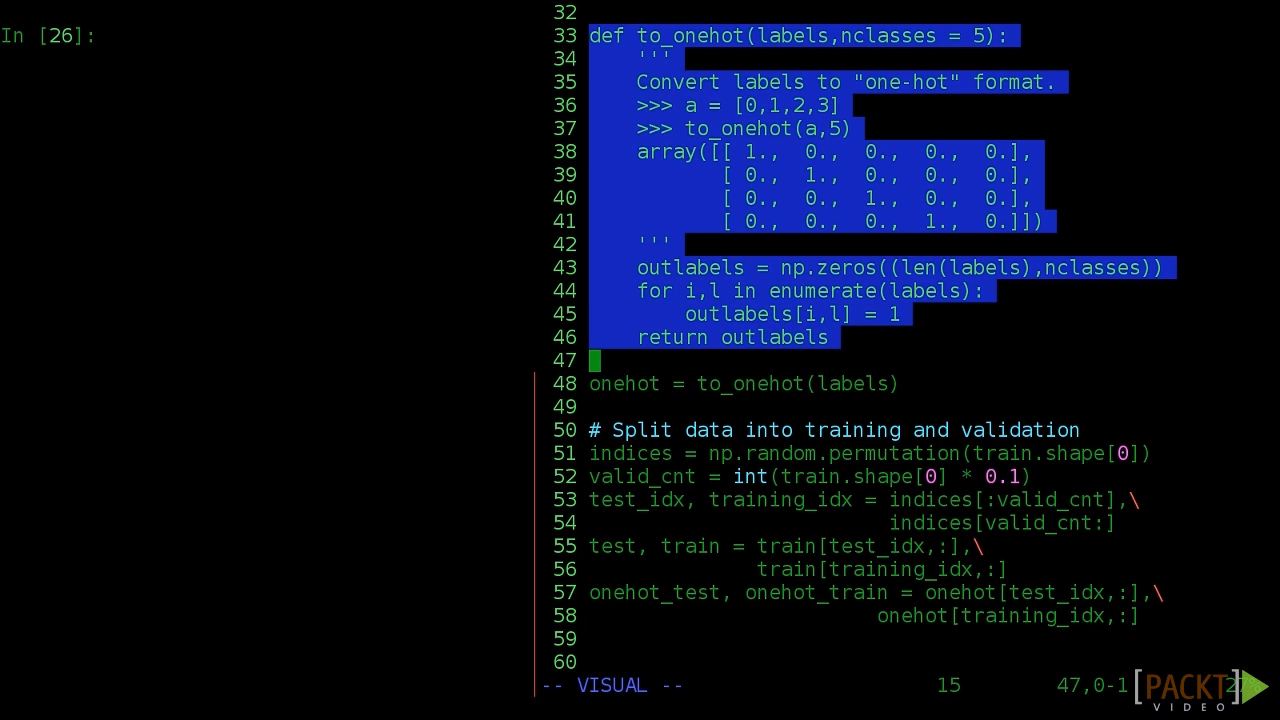 In [26]:
32
33 def to_onehot(labels,nclasses = 5):
34     '''
35     Convert labels to "one-hot" format.
36     >>> a = [0,1,2,3]
37     >>> to_onehot(a,5)
38     array([[ 1.,  0.,  0.,  0.,  0.],
39            [ 0.,  1.,  0.,  0.,  0.],
40            [ 0.,  0.,  1.,  0.,  0.],
41            [ 0.,  0.,  0.,  1.,  0.]])
42     '''
43     outlabels = np.zeros((len(labels),nclasses))
44     for i,l in enumerate(labels):
45         outlabels[i,l] = 1
46     return outlabels
47
48 onehot = to_onehot(labels)
49
50 # Split data into training and validation
51 indices = np.random.permutation(train.shape[0])
52 valid_cnt = int(train.shape[0] * 0.1)
53 test_idx, training_idx = indices[:valid_cnt],\
54                          indices[valid_cnt:]
55 test, train = train[test_idx,:],\
56               train[training_idx,:]
57 onehot_test, onehot_train = onehot[test_idx,:],\
58                         onehot[training_idx,:]
59
60
-- VISUAL -- 15 47,0-1
[PACKT]
VIDEO